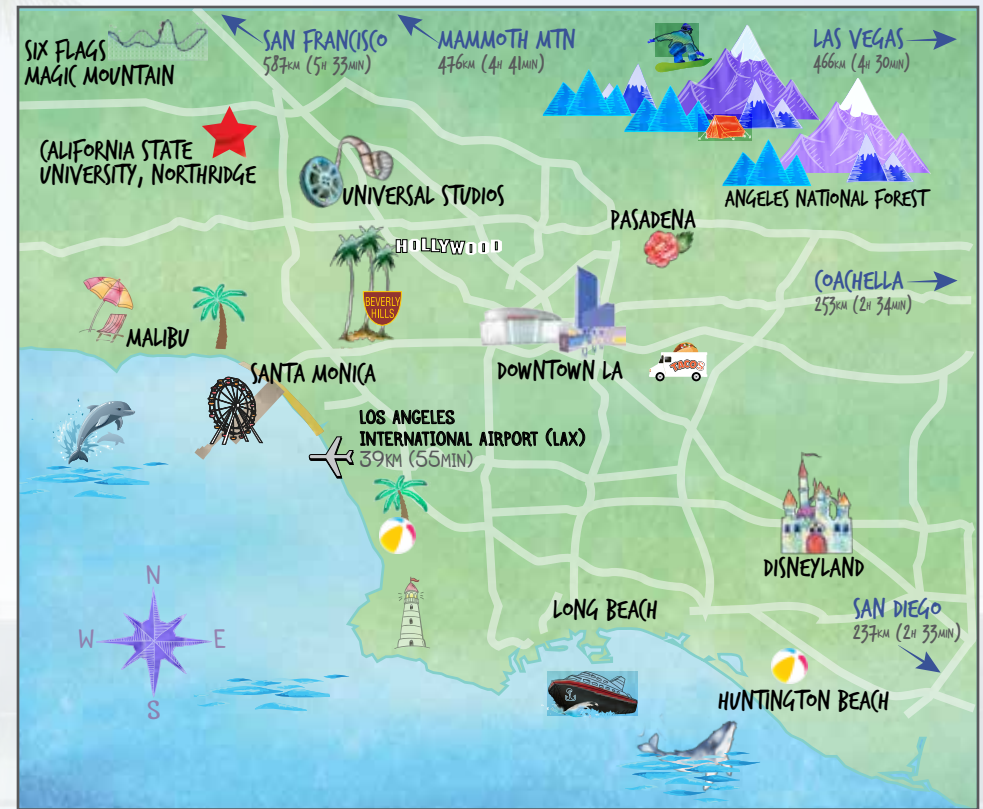 SIX FLAGS
MAGIC MOUNTAIN
SAN FRANCISCO
587KM (5H 33MIN)
MAMMOTH MTN
476KM (4H 41MIN)
LAS VEGAS
466KM (4H 30MIN)
CALIFORNIA STATE
UNIVERSITY, NORTHRIDGE
UNIVERSAL STUDIOS
ANGELES NATIONAL FOREST
PASADENA
HOLLYWOOD
COACHELLA
253KM (2H 34MIN)
BEVERLY
HILLS
MALIBU
SANTA MONICA
DOWNTOWN LA
TACO
LOS ANGELES
INTERNATIONAL AIRPORT (LAX)
39KM (55MIN)
DISNEYLAND
N
W
E
S
LONG BEACH
SAN DIEGO
237KM (2H 33MIN)
HUNTINGTON BEACH